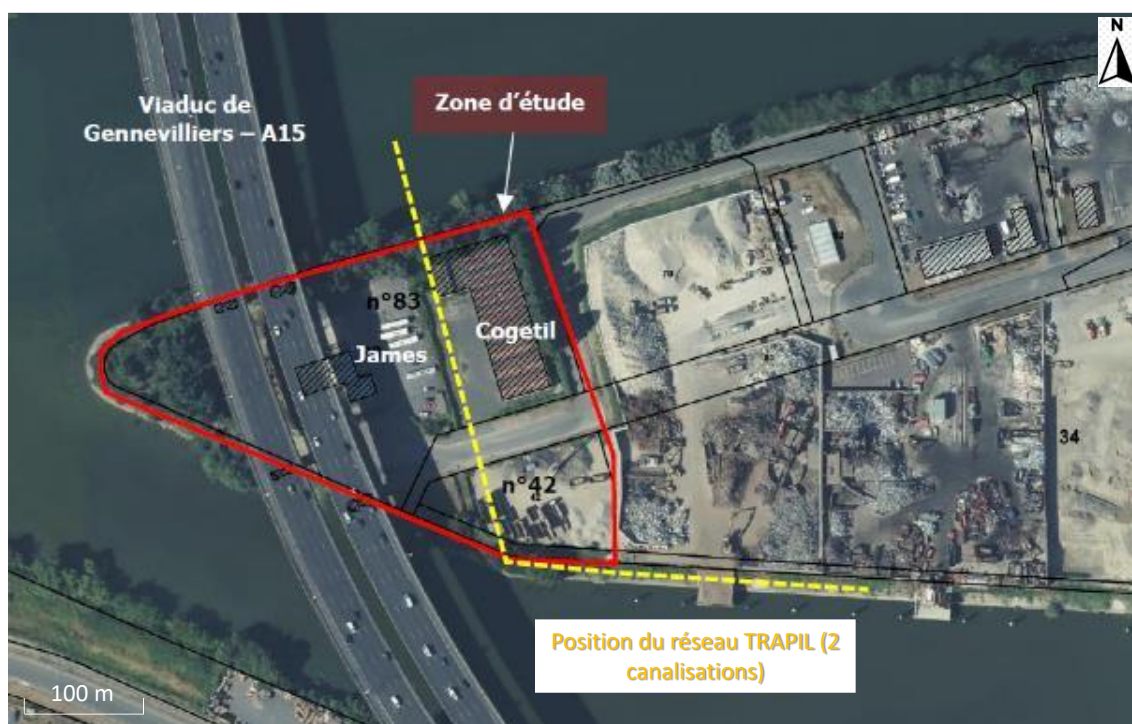 N
Viaduc de
Gennevilliers – A15
Zone d'étude
n°83
Cogetil
James
34
n°42
Position du réseau TRAPIL (2
canalisations)
100 m